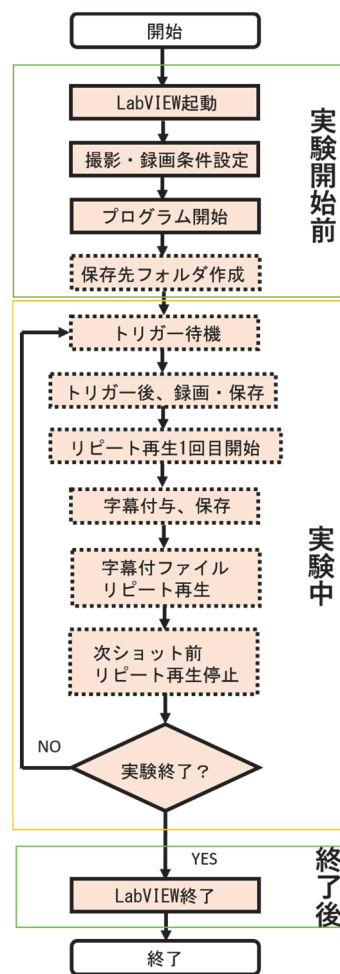 開始
LabVIEW起動
撮影・録画条件設定
プログラム開始
保存先フォルダ作成
実験開始前
トリガー待機
トリガー後、録画・保存
リピート再生1回目開始
字幕付与、保存
字幕付ファイル
リピート再生
次ショット前
リピート再生停止
実験中
NO
実験終了？
YES
LabVIEW終了
終了後
終了